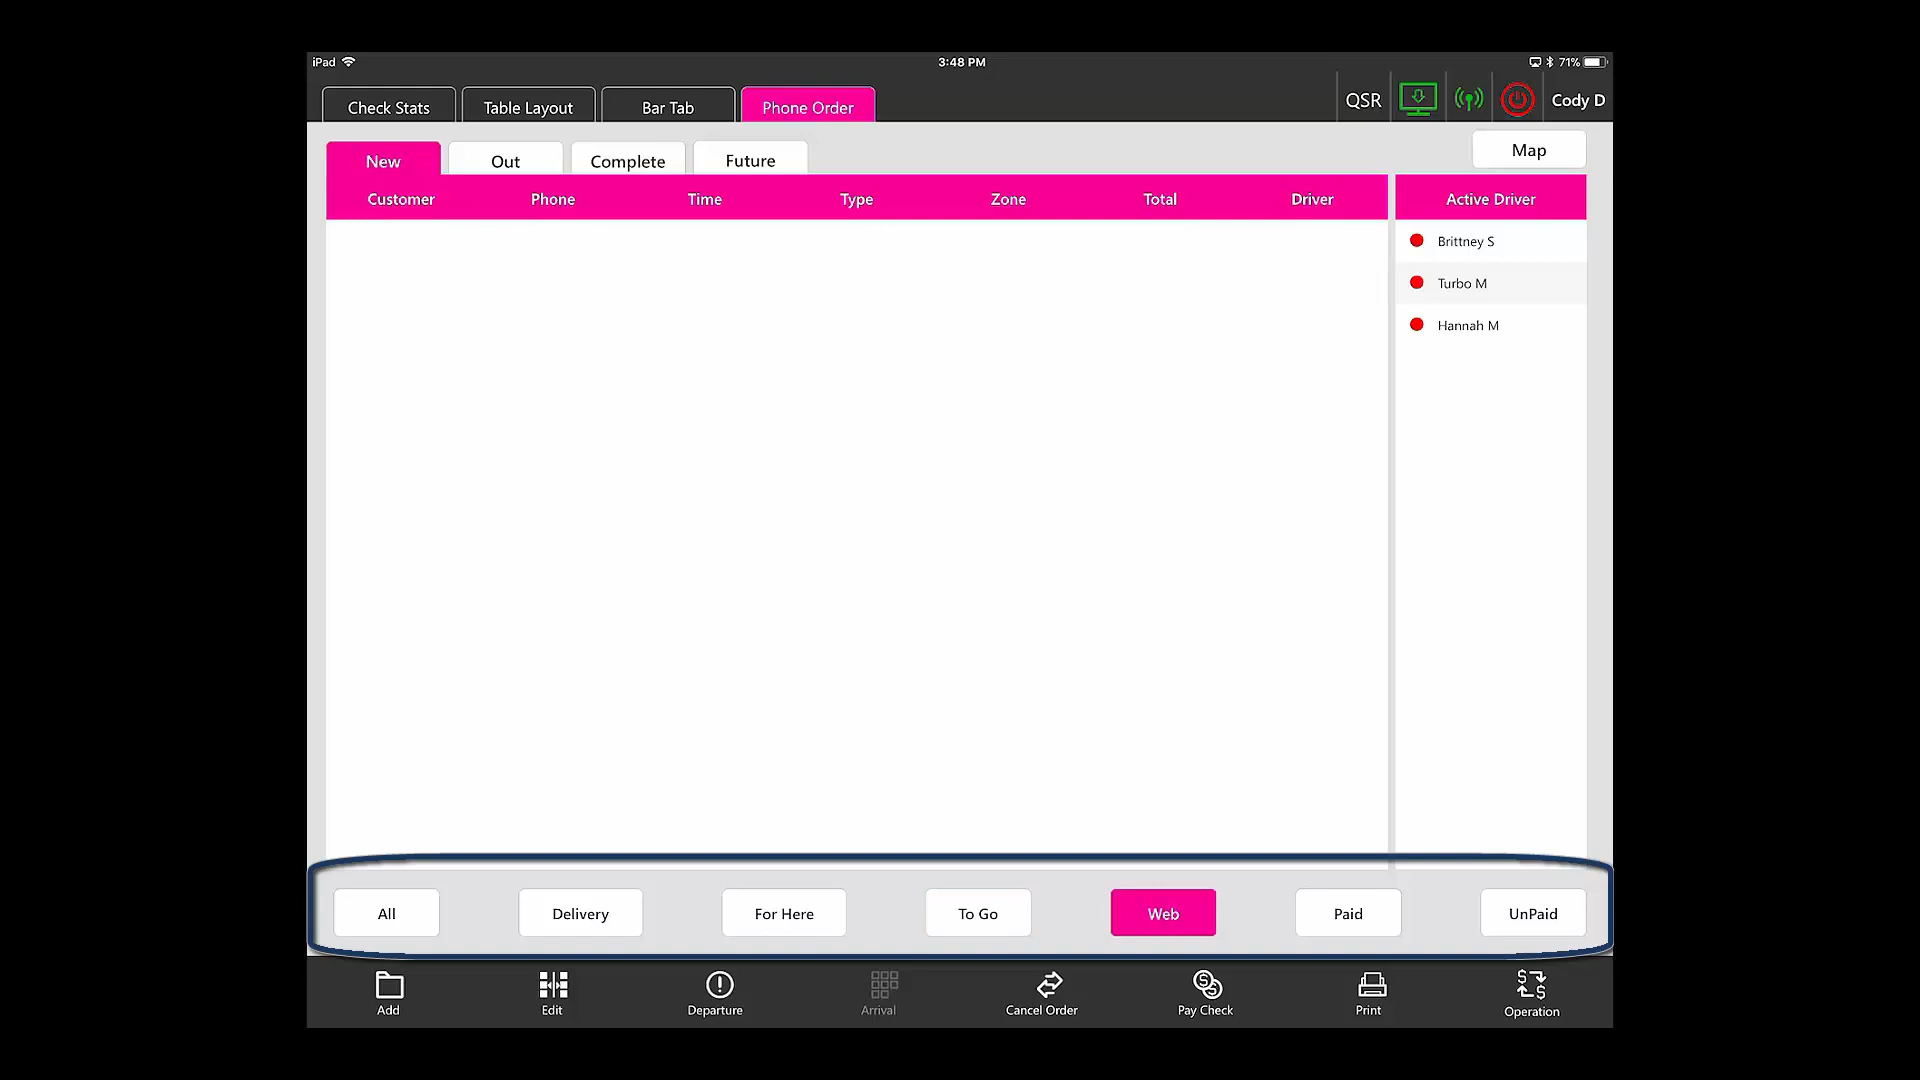 iPad 3:48 PM 71%
Check Stats Table Layout Bar Tab Phone Order QSR Cody D
New Out Complete Future Map
Customer Phone Time Type Zone Total Driver Active Driver
Brittney S
Turbo M
Hannah M
All Delivery For Here To Go Web Paid UnPaid
Add Edit Departure Arrival Cancel Order Pay Check Print Operation